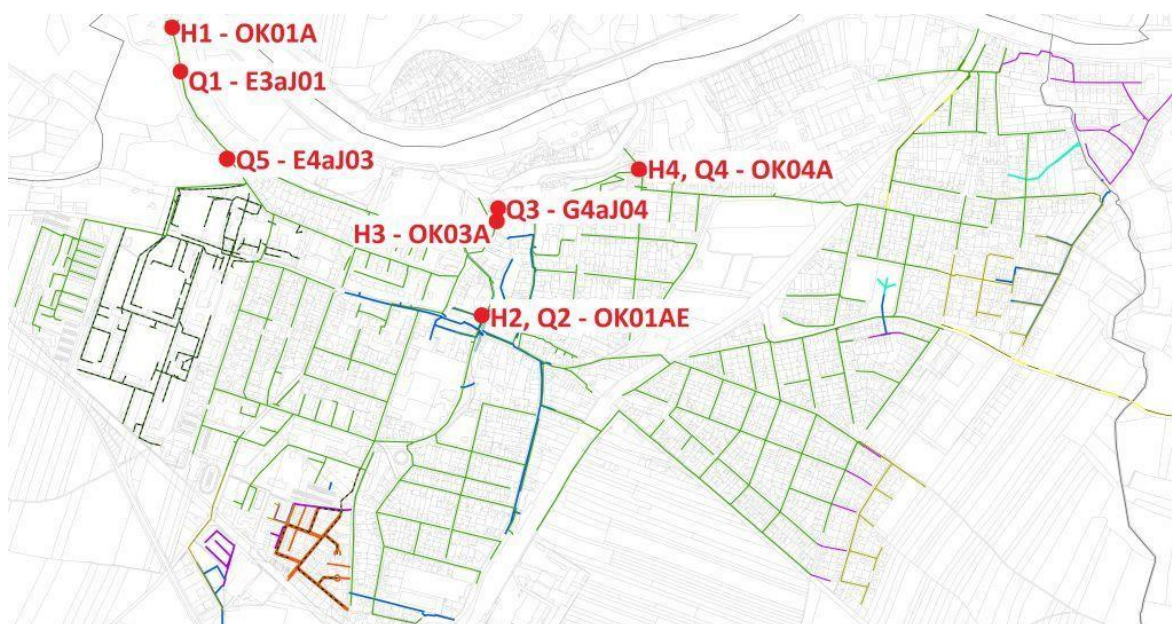 H1 - OK01A
Q1 - E3aJ01
Q5 - E4aJ03
H4, Q4 - OK04A
Q3 - G4aJ04
H3 - OK03A
H2, Q2 - OK01AE